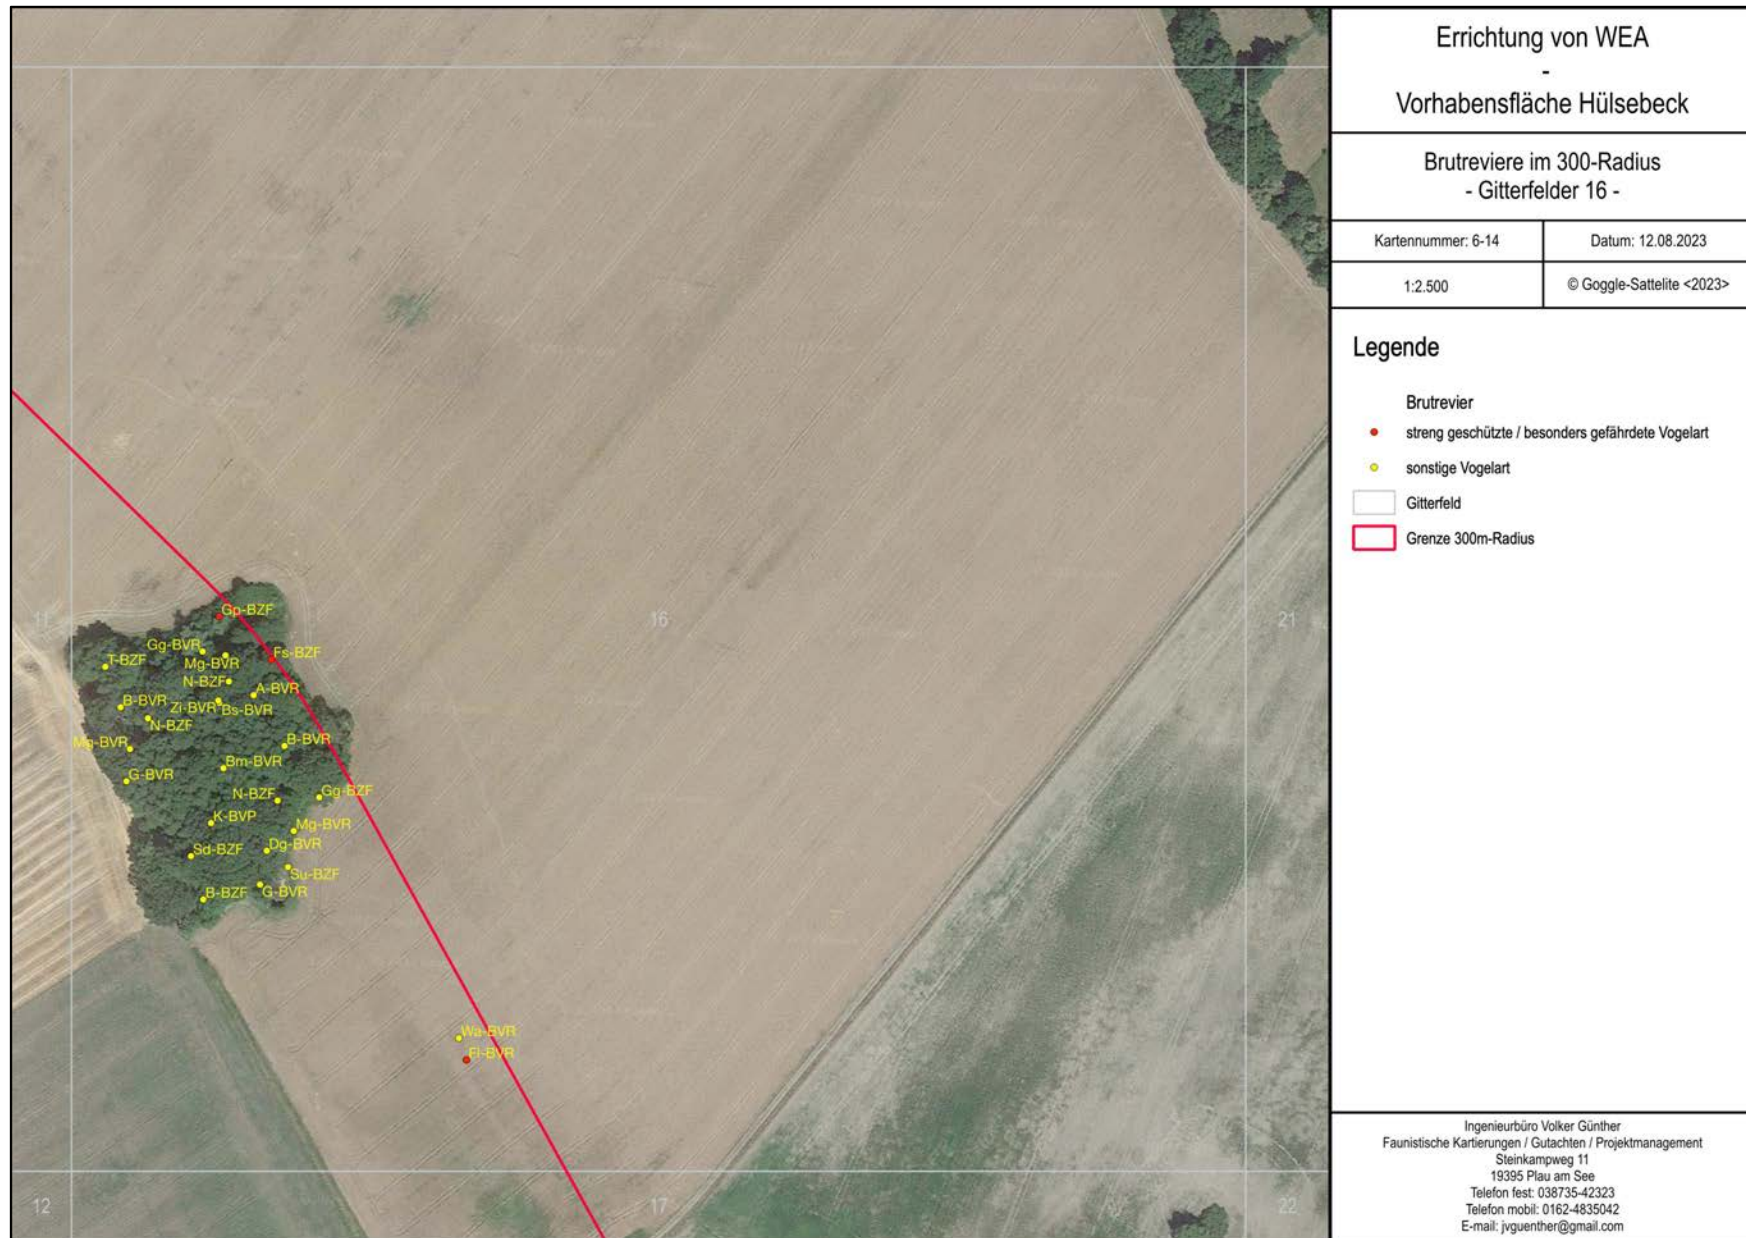 Errichtung von WEA
-
Vorhabensfläche Hülsebeck
Brutreviere im 300-Radius
- Gitterfelder 16 -
Kartennummer: 6-14
Datum: 12.08.2023
1:2.500
© Goggle-Sattelite <2023>
Legende
Brutrevier
streng geschützte / besonders gefährdete Vogelart
sonstige Vogelart
Gitterfeld
Grenze 300m-Radius
11
16
21
Gp-BZF
Gg-BVR
Fs-BZF
T-BZF
Mg-BVR
N-BZF
A-BVR
B-BVR
Zi-BVR
Bs-BVR
N-BZF
Mg-BVR
B-BVR
Bm-BVR
G-BVR
N-BZF
Gg-BZF
K-BVP
Mg-BVR
Sd-BZF
Dg-BVR
Su-BZF
B-BZF
G-BVR
Wa-BVR
Fl-BVR
12
17
22
Ingenieurbüro Volker Günther
Faunistische Kartierungen / Gutachten / Projektmanagement
Steinkampweg 11
19395 Plau am See
Telefon fest: 038735-42323
Telefon mobil: 0162-4835042
E-mail: jvguenther@gmail.com